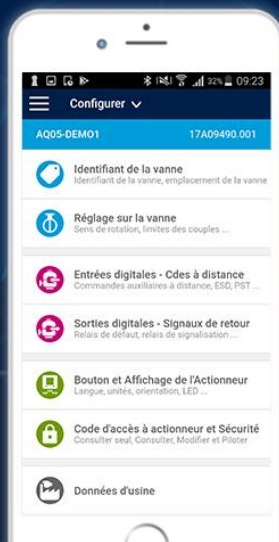 32% 09:23
Configurer
AQ05-DEMO1 17A09490.001
Identifiant de la vanne
Identifiant de la vanne, emplacement de la vanne
Réglage sur la vanne
Sens de rotation, limites des couples ...
Entrées digitales - Cdes à distance
Commandes auxiliaires à distance, ESD, PST ...
Sorties digitales - Signaux de retour
Relais de défaut, relais de signalisation ...
Bouton et Affichage de l'Actionneur
Langue, unités, orientation, LED ...
Code d'accès à actionneur et Sécurité
Consulter seul, Consulter, Modifier et Piloter
Données d'usine